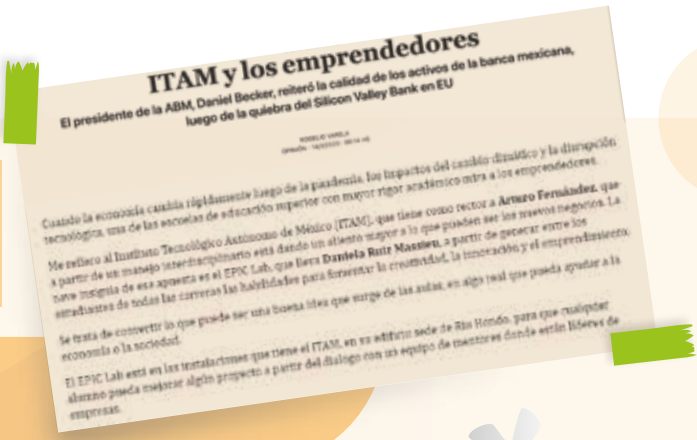 ITAM y los emprendedores
El presidente de la ABM, Daniel Becker, reiteró la calidad de los activos de la banca mexicana,
luego de la quiebra del Silicon Valley Bank en EU
ROGELIO VARELA
OPINIÓN
Cuando la economía cambia rápidamente luego de la pandemia, los impactos del cambio climático y la disrupción
tecnológica, una de las escuelas de educación superior con mayor rigor académico mira a los emprendedores.
Me refiero al Instituto Tecnológico Autónomo de México (ITAM), que tiene como rector a Arturo Fernández, que
a partir de un manejo interdisciplinario está dando un aliento mayor a lo que pueden ser los nuevos negocios. La
nave insignia de esa apuesta es el EPIC Lab, que lleva Daniela Ruiz Massieu, a partir de generar entre los
estudiantes de todas las carreras las habilidades para fomentar la creatividad, la innovación y el emprendimiento.
Se trata de convertir lo que puede ser una buena idea que surge de las aulas, en algo real que pueda ayudar a la
economía o la sociedad.
El EPIC Lab está en las instalaciones que tiene el ITAM, en su edificio sede de Río Hondo, para que cualquier
alumno pueda mejorar algún proyecto a partir del dialogo con un equipo de mentores donde están líderes de
empresas.